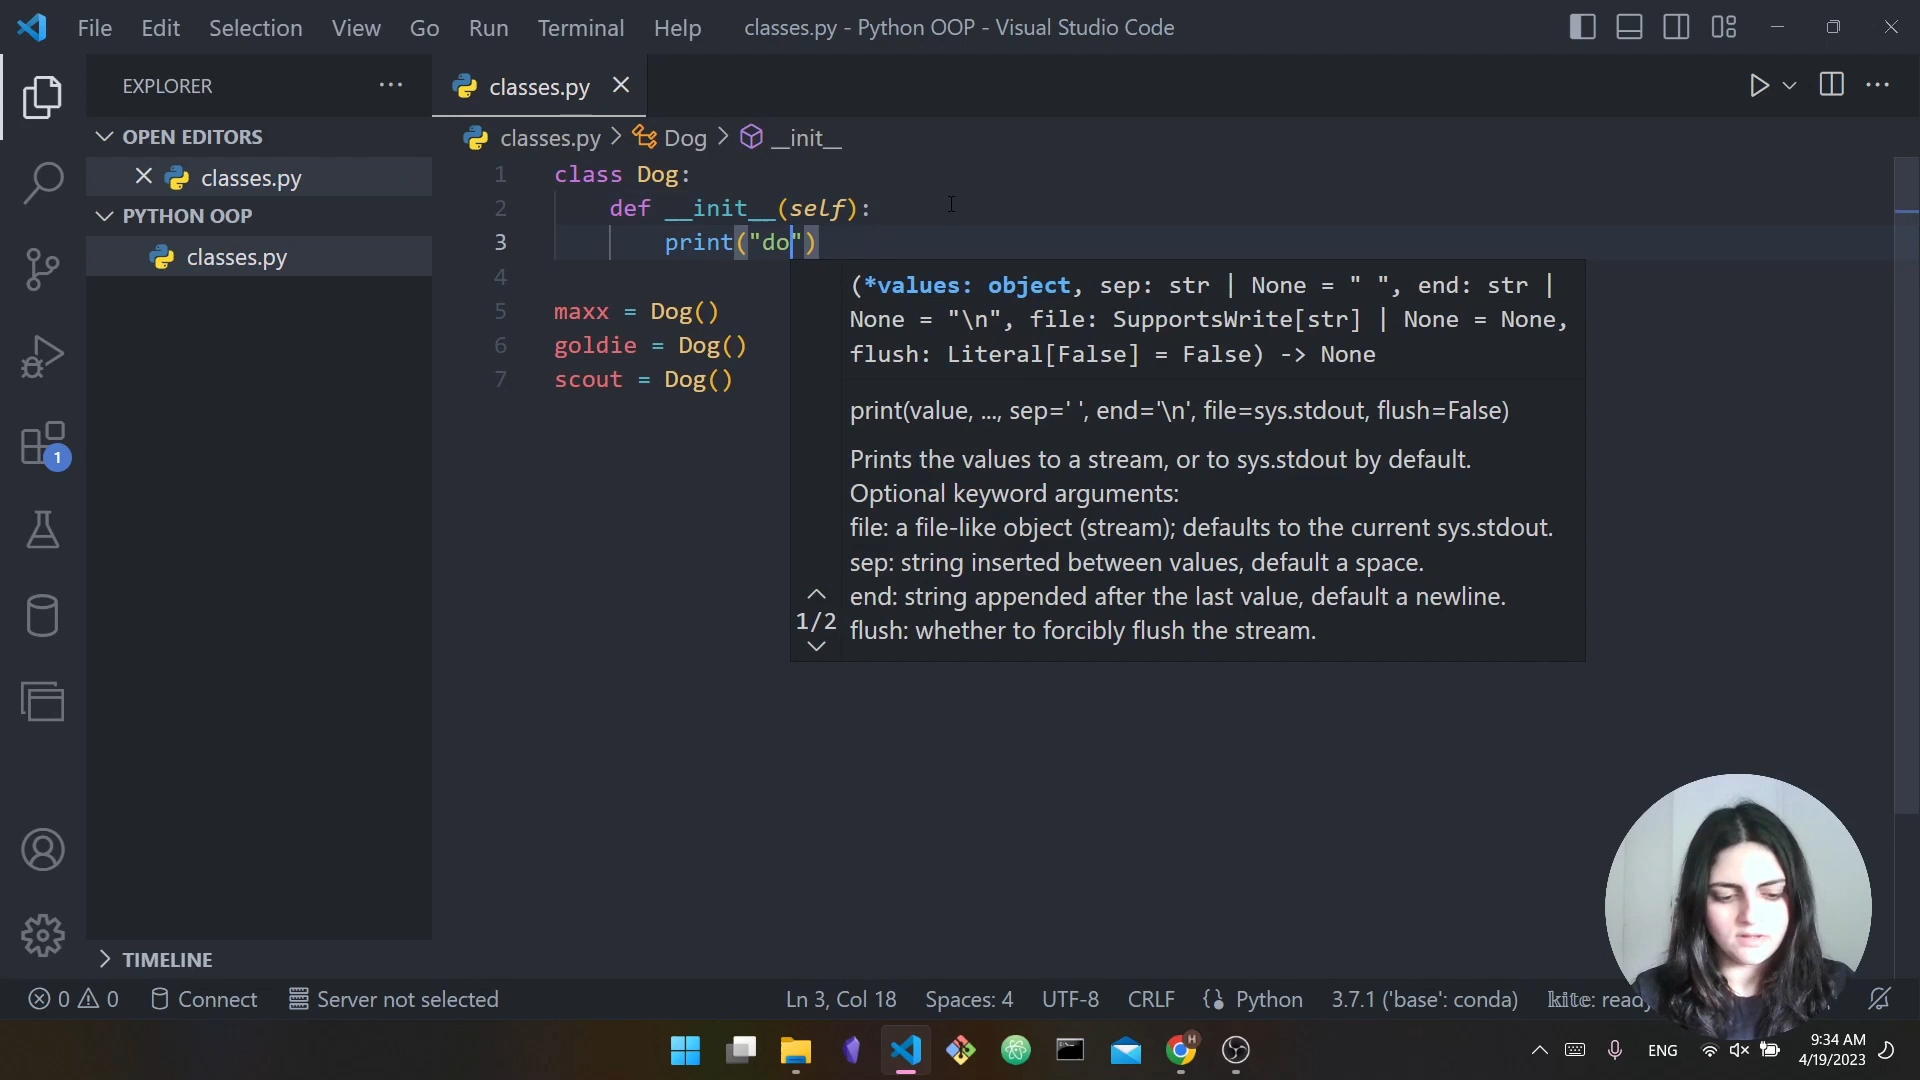 File Edit Selection View Go Run Terminal Help classes.py - Python OOP - Visual Studio Code
EXPLORER
classes.py
OPEN EDITORS
classes.py
PYTHON OOP
classes.py
TIMELINE
classes.py > Dog > __init__
1 class Dog:
2 def __init__(self):
3 print("do")
4
5 maxx = Dog()
6 goldie = Dog()
7 scout = Dog()
(*values: object, sep: str | None = " ", end: str |
None = "\n", file: SupportsWrite[str] | None = None,
flush: Literal[False] = False) -> None
print(value, ..., sep=' ', end='\n', file=sys.stdout, flush=False)
Prints the values to a stream, or to sys.stdout by default.
Optional keyword arguments:
file: a file-like object (stream); defaults to the current sys.stdout.
sep: string inserted between values, default a space.
end: string appended after the last value, default a newline.
flush: whether to forcibly flush the stream.
1/2
1
0 0 Connect Server not selected Ln 3, Col 18 Spaces: 4 UTF-8 CRLF Python 3.7.1 ('base': conda) kite: ready
H
ENG
9:34 AM
4/19/2023